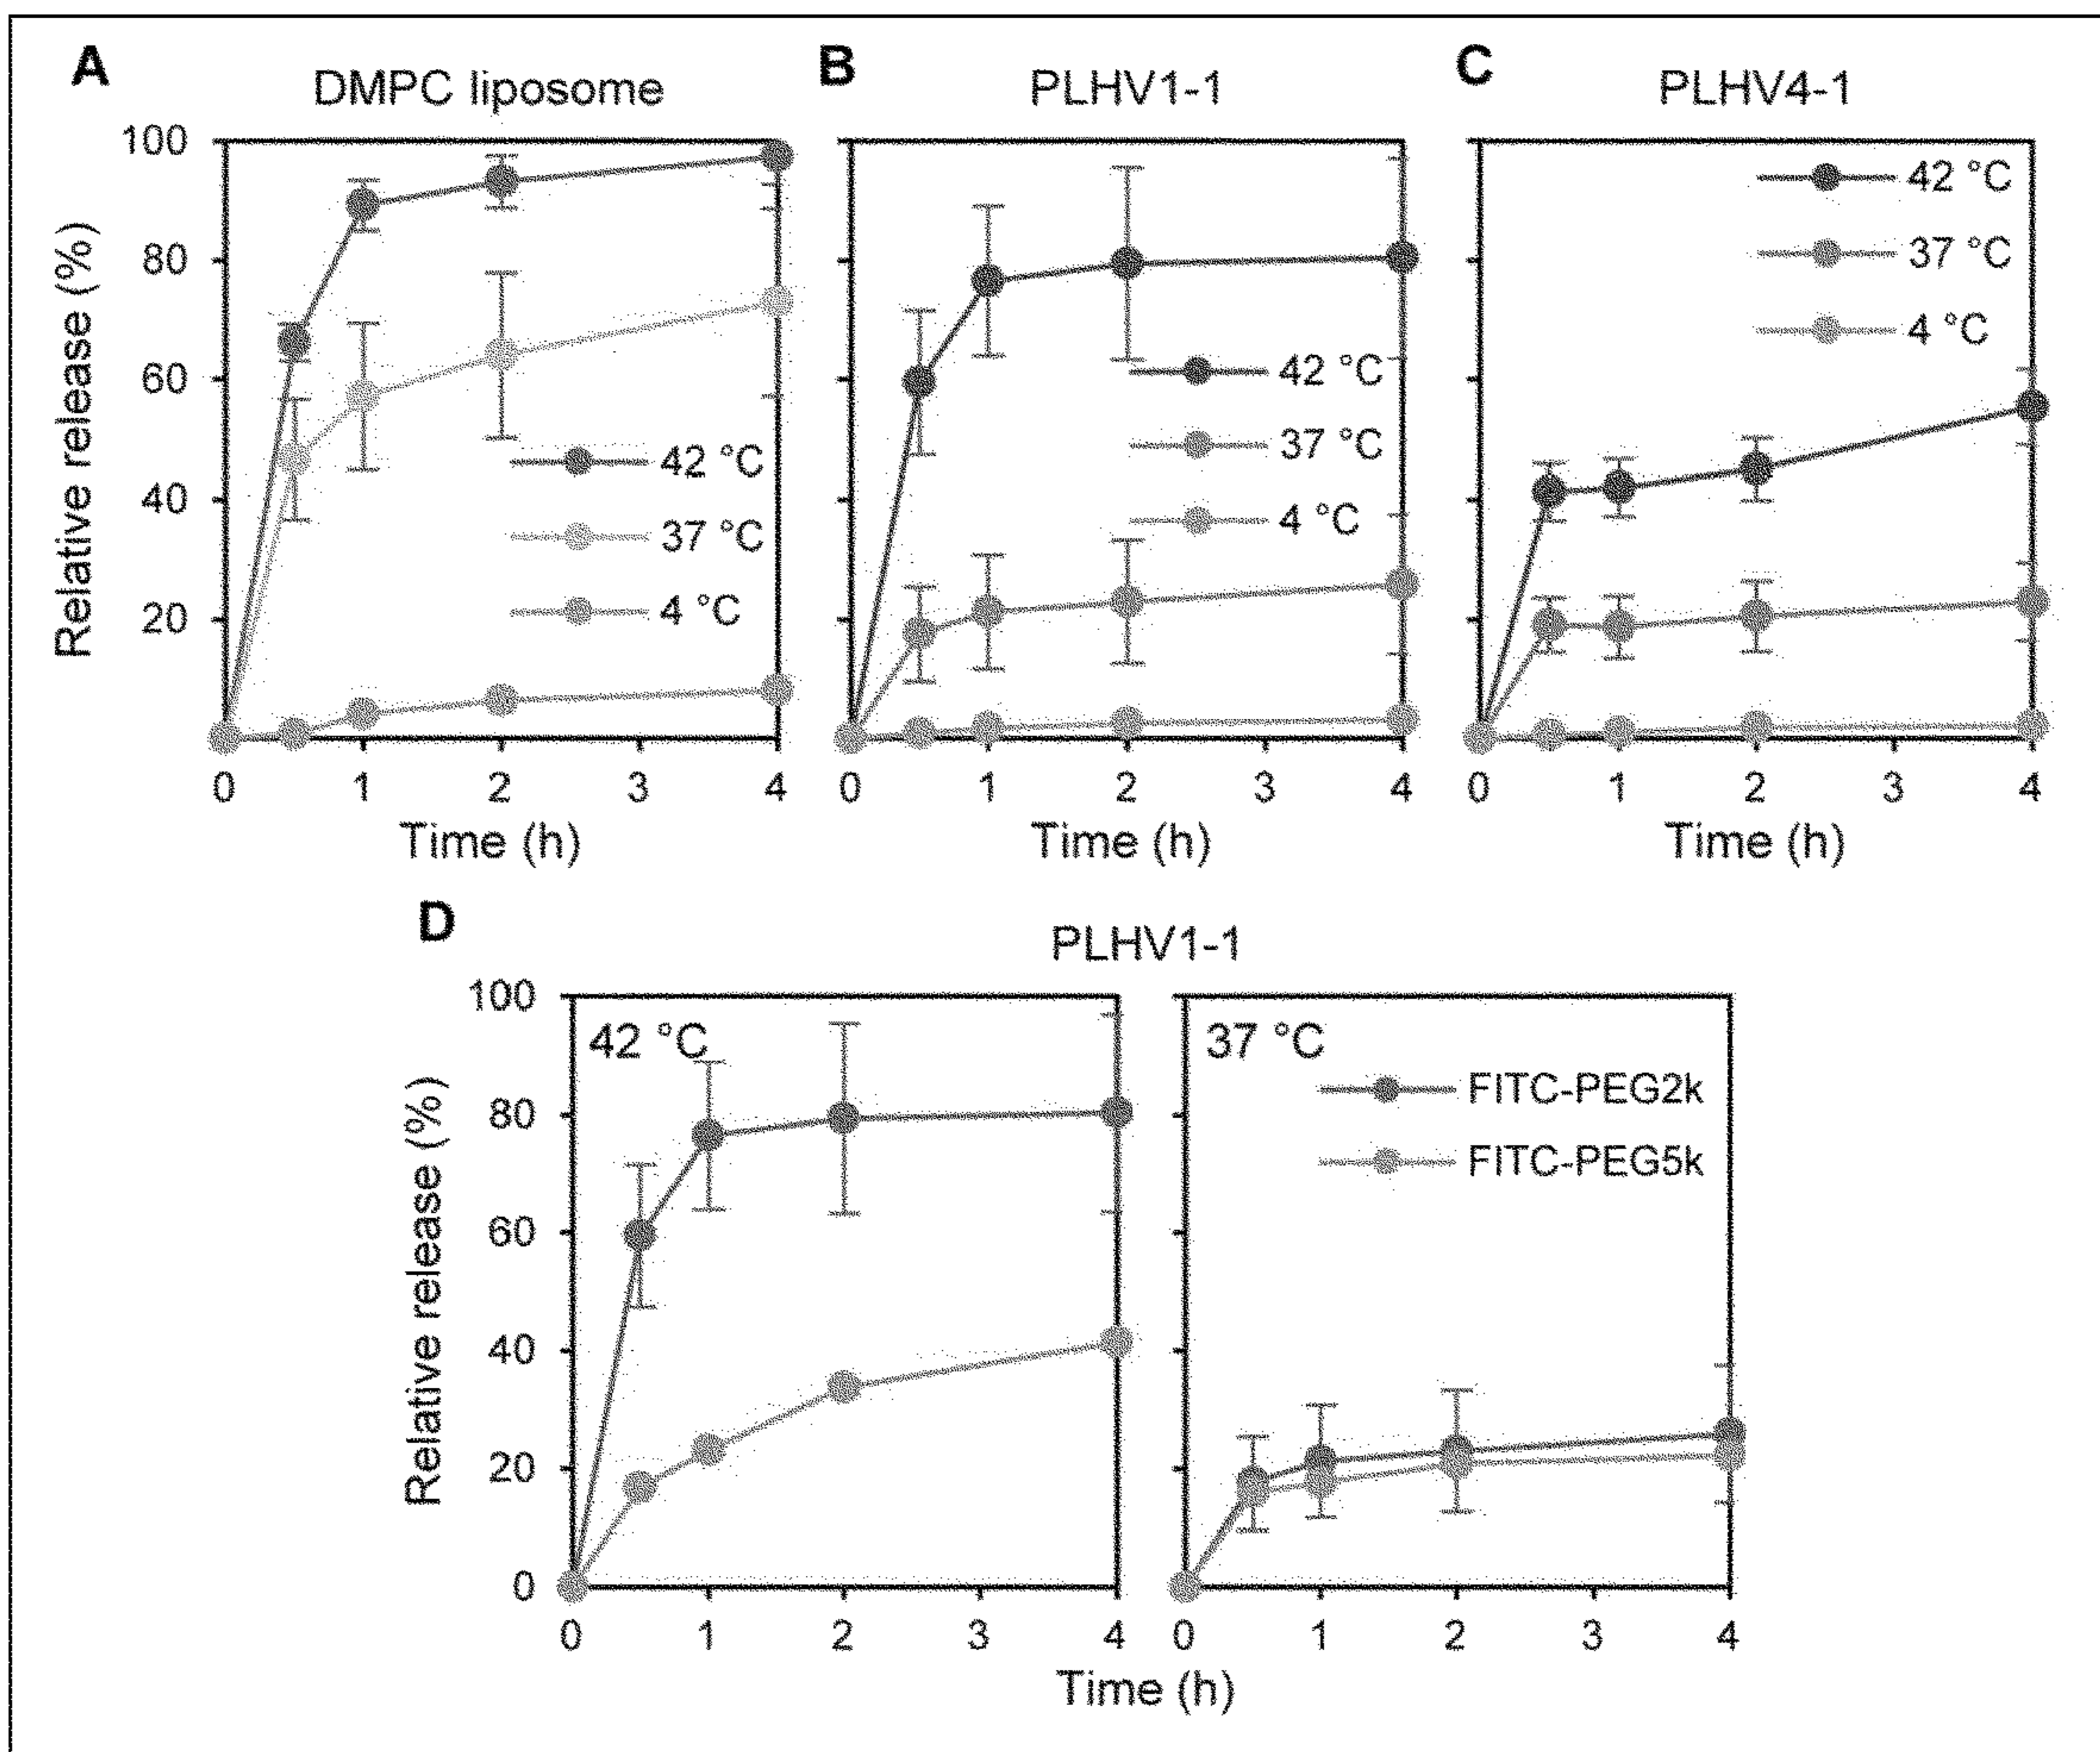 A
DMPC liposome
100
80
60
40
20
Relative release (%)
42 °C
37 °C
4 °C
0 1 2 3 4
Time (h)
B
PLHV1-1
42 °C
37 °C
4 °C
0 1 2 3 4
Time (h)
C
PLHV4-1
42 °C
37 °C
4 °C
0 1 2 3 4
Time (h)
D
PLHV1-1
100
80
60
40
20
0
Relative release (%)
42 °C
0 1 2 3 4
37 °C
FITC-PEG2k
FITC-PEG5k
0 1 2 3 4
Time (h)